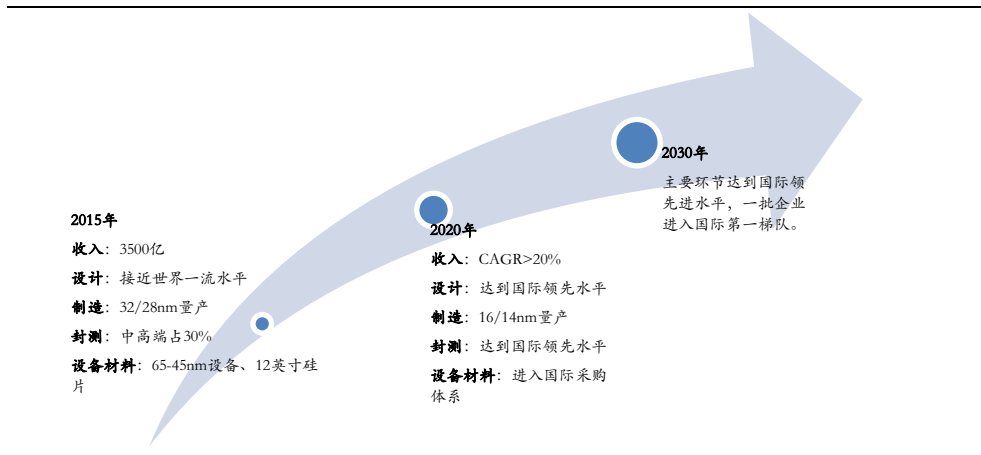 2015年
收入：3500亿
设计：接近世界一流水平
制造：32/28nm量产
封测：中高端占30%
设备材料：65-45nm设备、12英寸硅
片
2020年
收入：CAGR>20%
设计：达到国际领先水平
制造：16/14nm量产
封测：达到国际领先水平
设备材料：进入国际采购
体系
2030年
主要环节达到国际领
先进水平，一批企业
进入国际第一梯队。